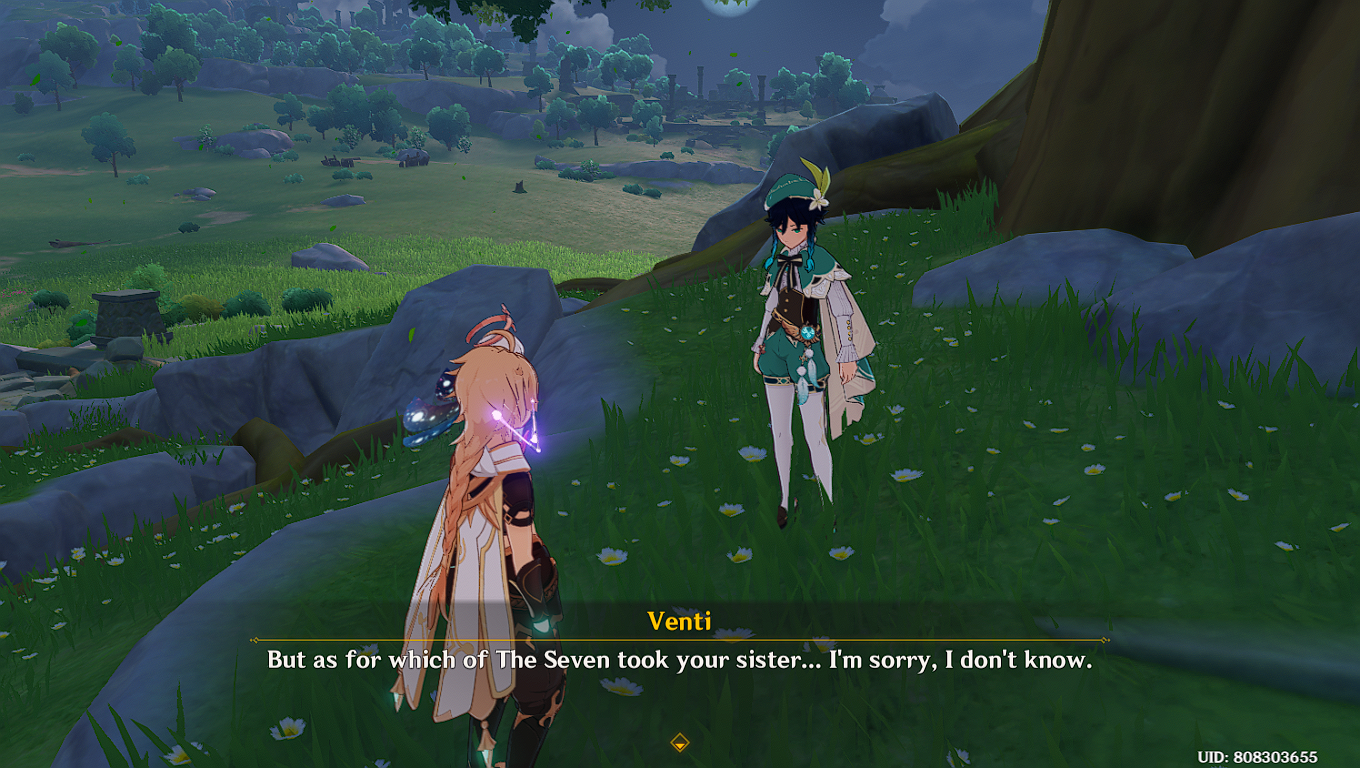 Venti
But as for which of The Seven took your sister... I'm sorry, I don't know.
UID: 808303655